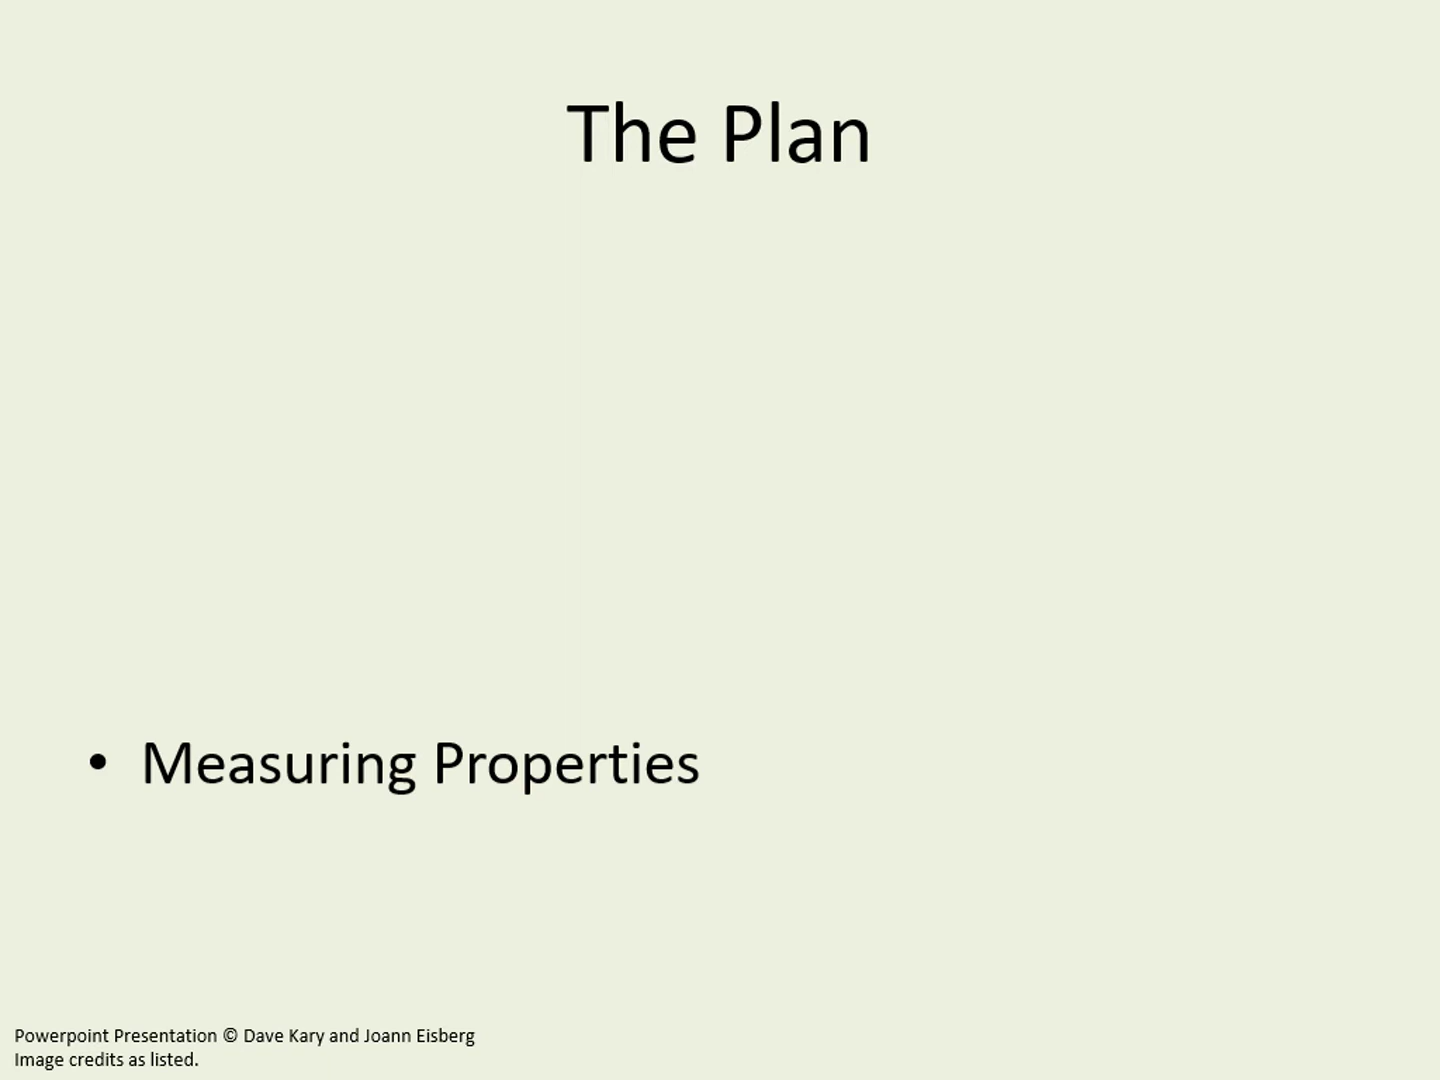 The Plan
• Measuring Properties
Powerpoint Presentation © Dave Kary and Joann Eisberg
Image credits as listed.